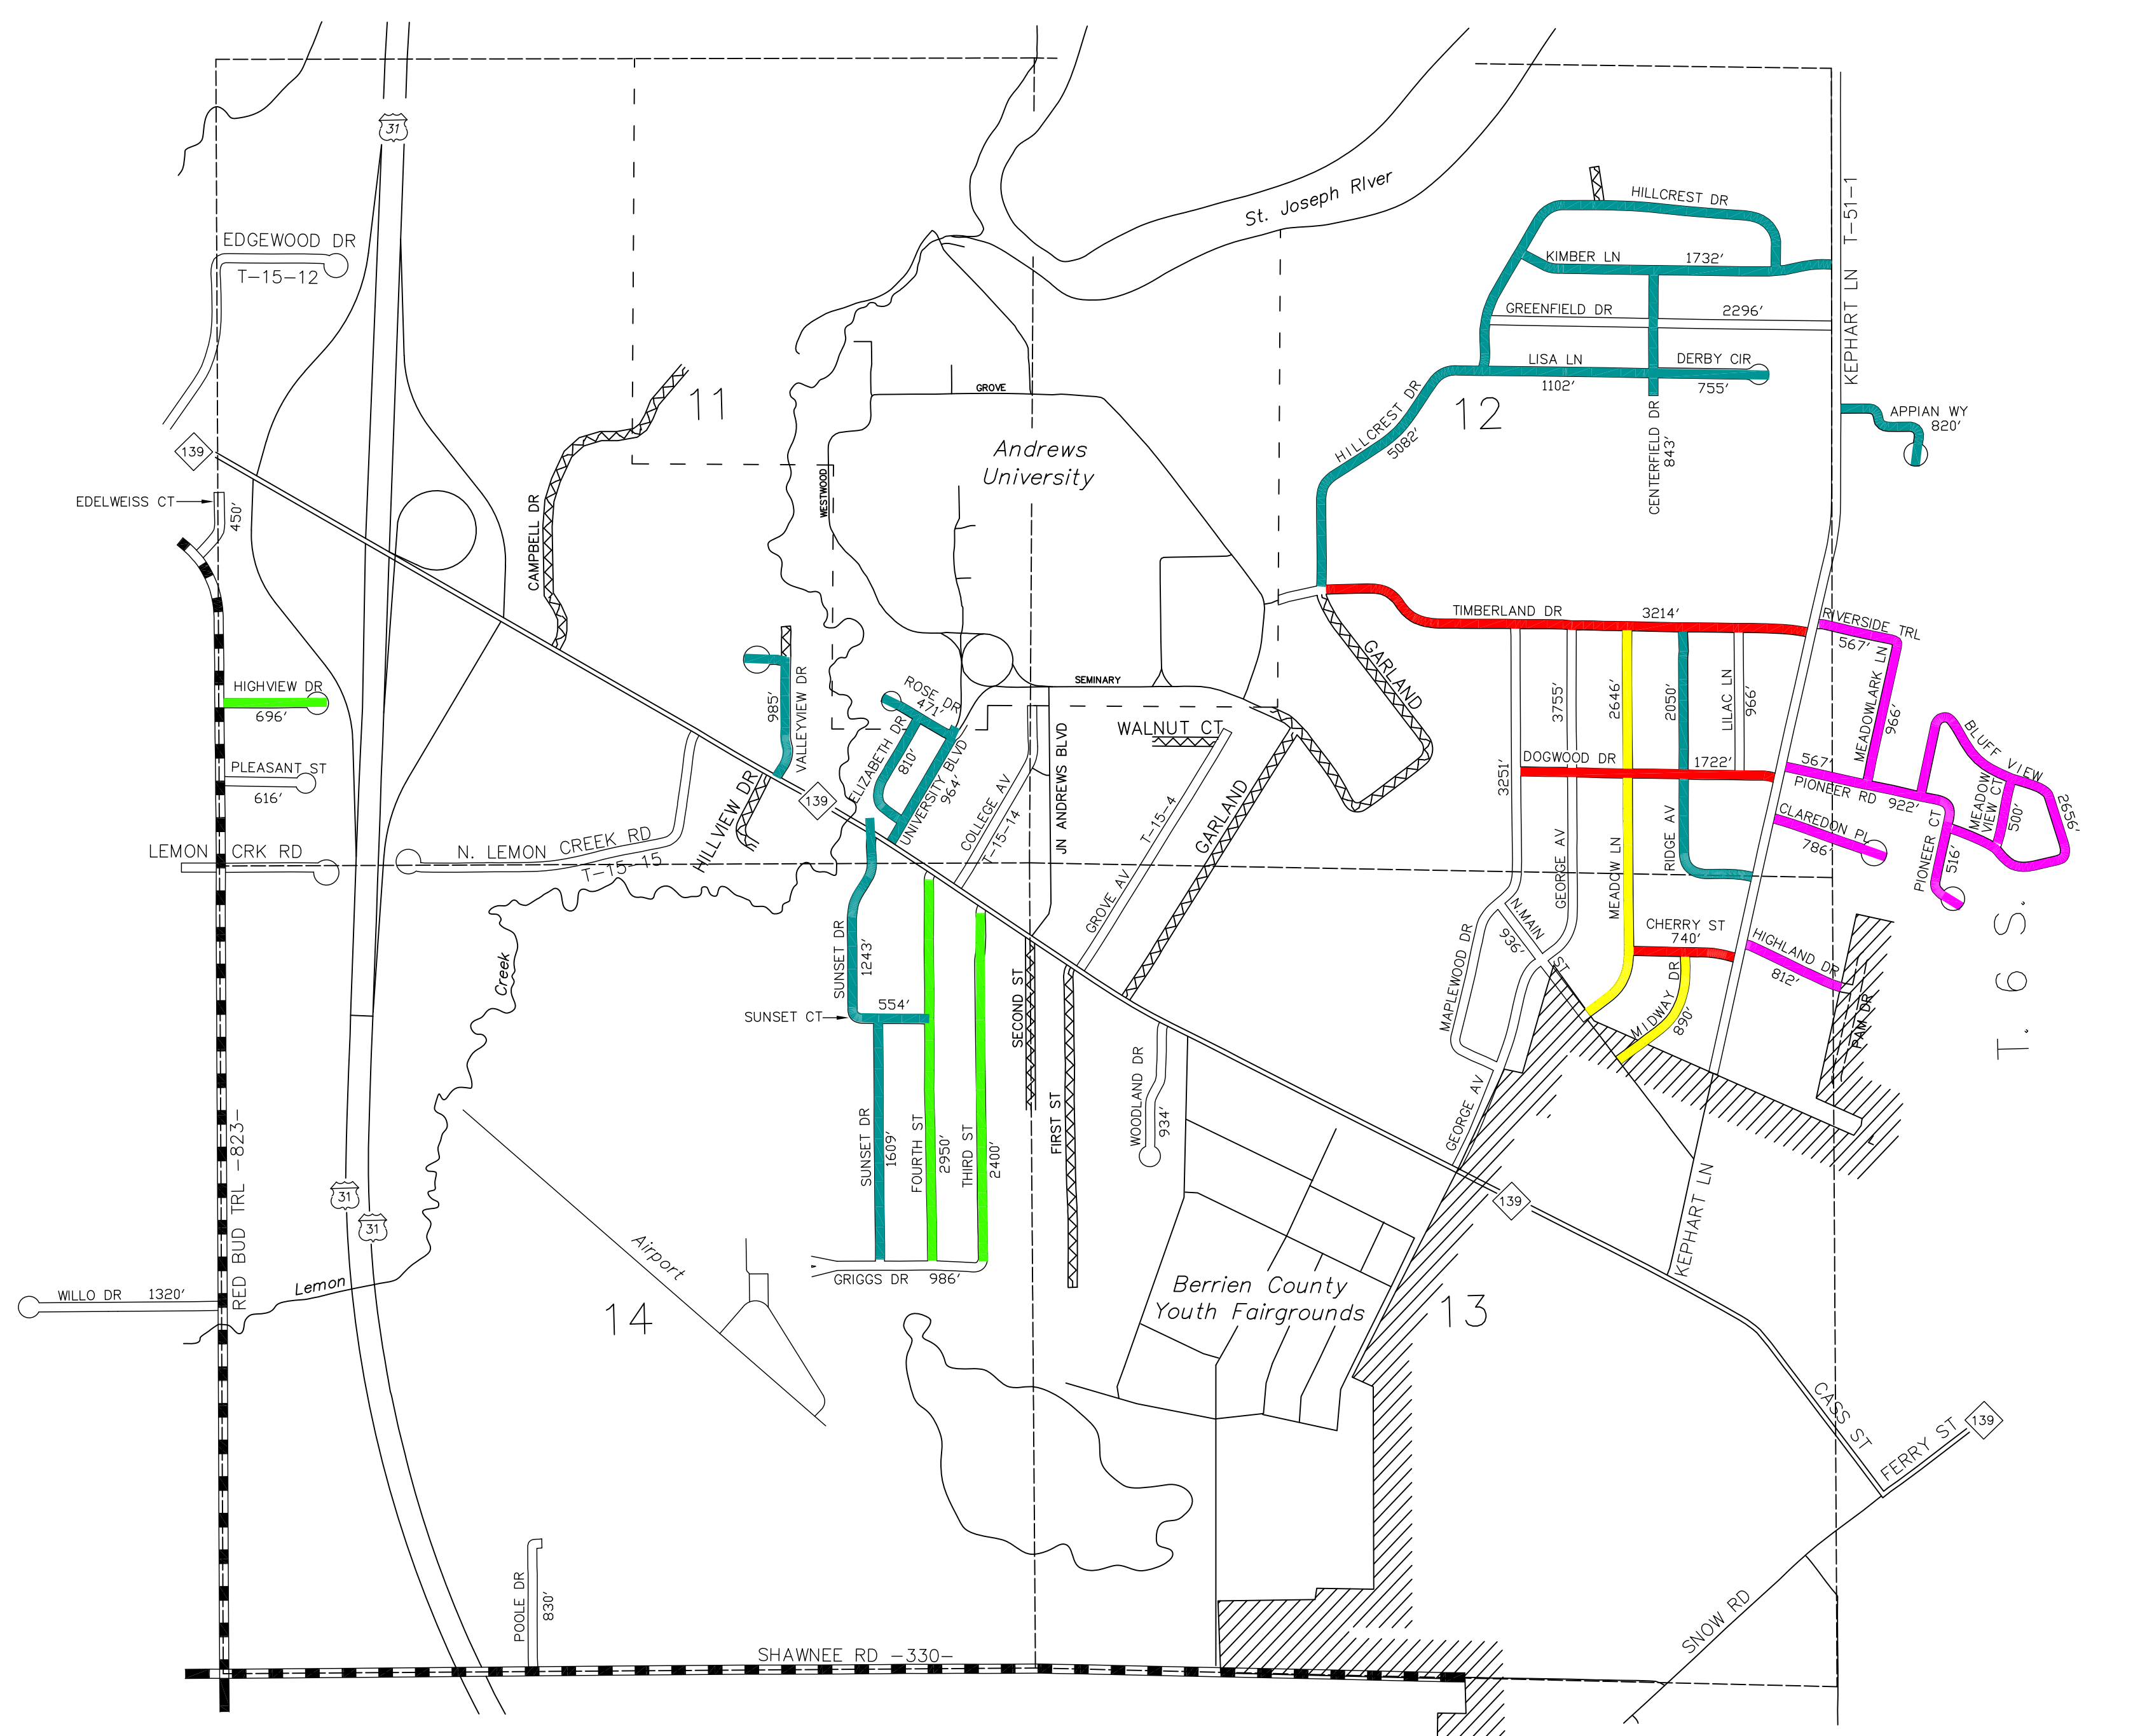 31
St. Joseph RIver
HILLCREST DR
KEPHART LN T-51-1
EDGEWOOD DR
T-15-12
KIMBER LN 1732'
GREENFIELD DR 2296'
LISA LN
1102'
DERBY CIR
755'
GROVE
11
12
HILLCREST DR
5082'
CENTERFIELD DR
843'
APPIAN WY
820'
139
Andrews
University
WESTWOOD
EDELWEISS CT
450'
CAMPBELL DR
TIMBERLAND DR 3214'
RIVERSIDE TRL
567'
GARLAND
HIGHVIEW DR
696'
985'
VALLEYVIEW DR
ROSE DR
471'
SEMINARY
3755'
2646'
2050'
LILAC LN
966'
MEADOWLARK LN
966'
WALNUT CT
ELIZABETH DR
810'
UNIVERSITY BLVD
964'
JN ANDREWS BLVD
DOGWOOD DR 1722'
567'
PIONEER RD 922'
BLUFF VIEW
2656'
MEADOW
VIEW CT
500'
PLEASANT ST
616'
HILLVIEW DR
139
COLLEGE AV
T-15-14
T-15-4
GROVE AV
GARLAND
3251'
GEORGE AV
MEADOW LN
RIDGE AV
CLAREDON PL
786'
PIONEER CT
516'
LEMON CRK RD
N. LEMON CREEK RD
T-15-15
N.MAIN ST
936'
CHERRY ST
740'
HIGHLAND DR
812'
T. 6 S.
Creek
SUNSET DR
1243'
554'
SUNSET CT
SECOND ST
MAPLEWOOD DR
MIDWAY DR
890'
PAM DR
RED BUD TRL -823-
SUNSET DR
1609'
FOURTH ST
2950'
THIRD ST
2400'
FIRST ST
WOODLAND DR
934'
GEORGE AV
31
31
139
KEPHART LN
Airport
GRIGGS DR 986'
WILLO DR 1320'
Lemon
14
Berrien County
Youth Fairgrounds
13
CASS ST
FERRY ST
139
POOLE DR
830'
SNOW RD
SHAWNEE RD -330-